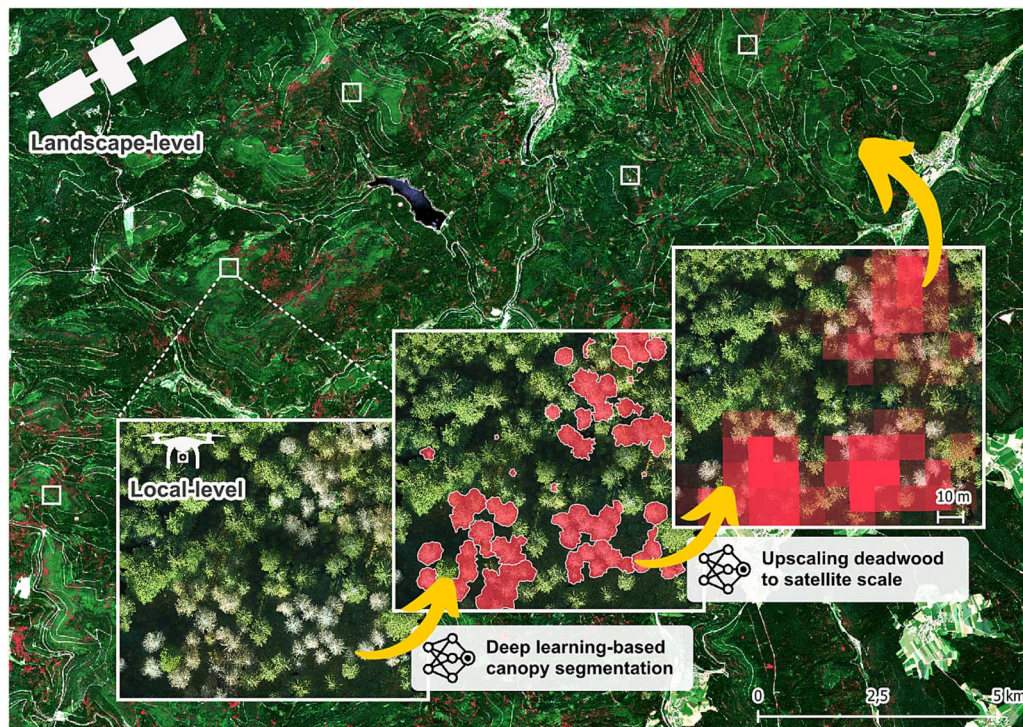 Landscape-level
Local-level
10 m
Upscaling deadwood
to satellite scale
Deep learning-based
canopy segmentation
0 2,5 5 km